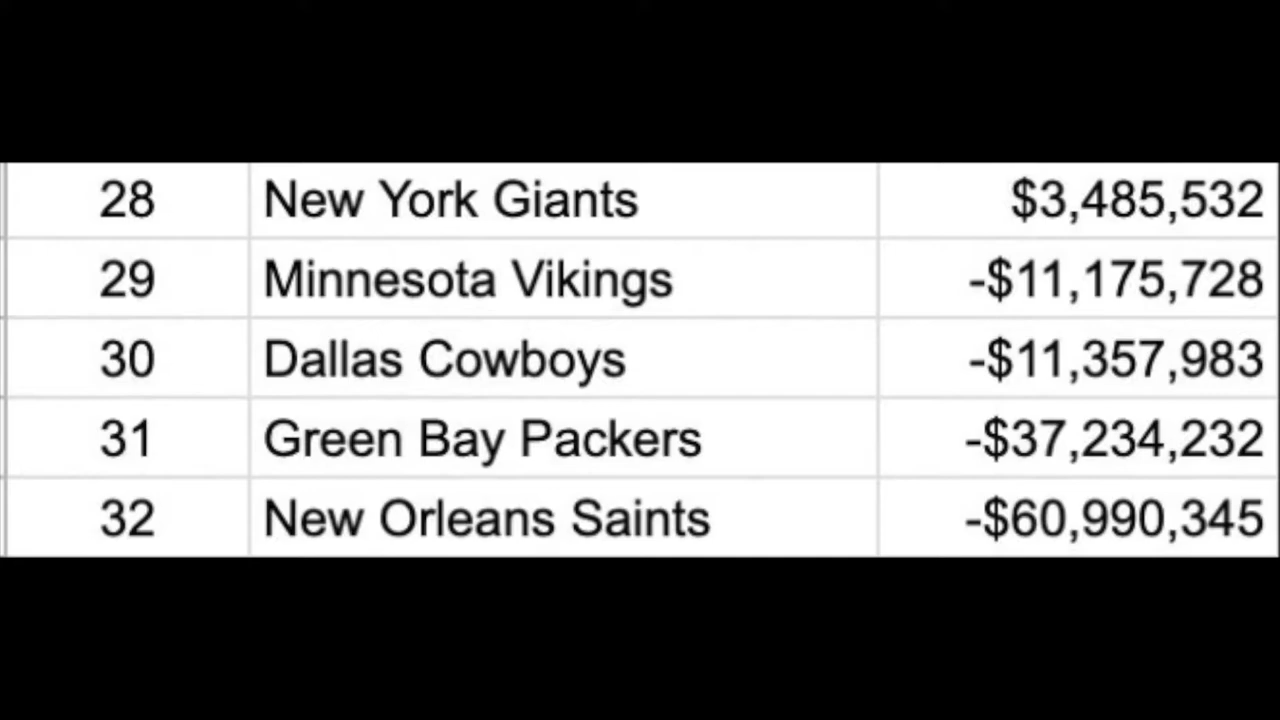 28 New York Giants $3,485,532
29 Minnesota Vikings -$11,175,728
30 Dallas Cowboys -$11,357,983
31 Green Bay Packers -$37,234,232
32 New Orleans Saints -$60,990,345